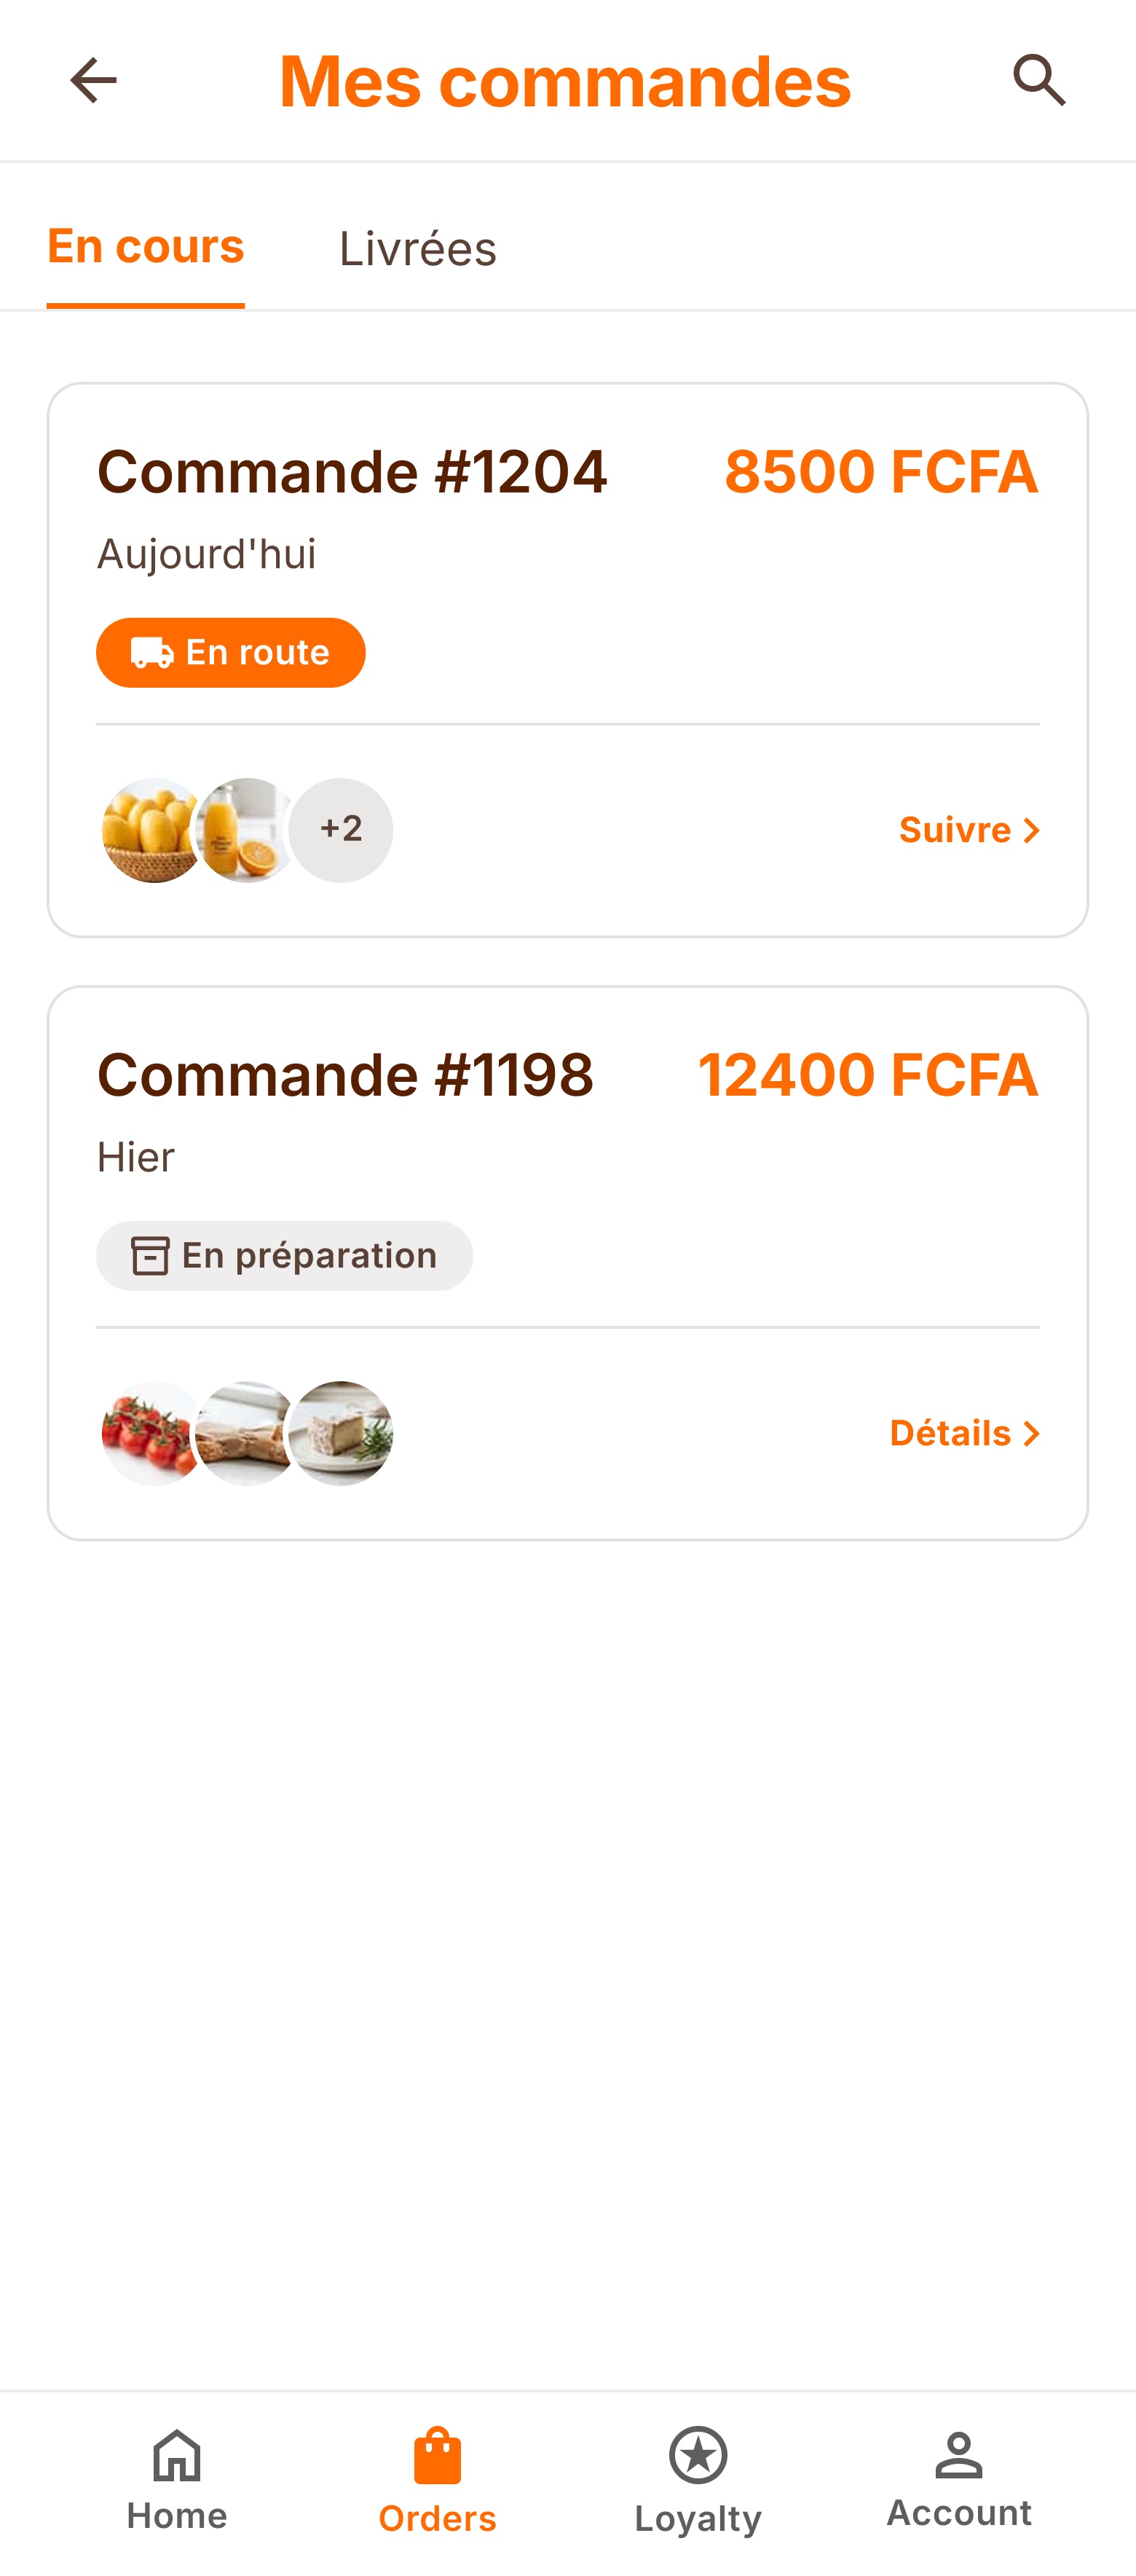 Mes commandes
En cours
Livrées
Commande #1204
8500 FCFA
Aujourd'hui
En route
+2
Suivre
Commande #1198
12400 FCFA
Hier
En préparation
Détails
Home
Orders
Loyalty
Account